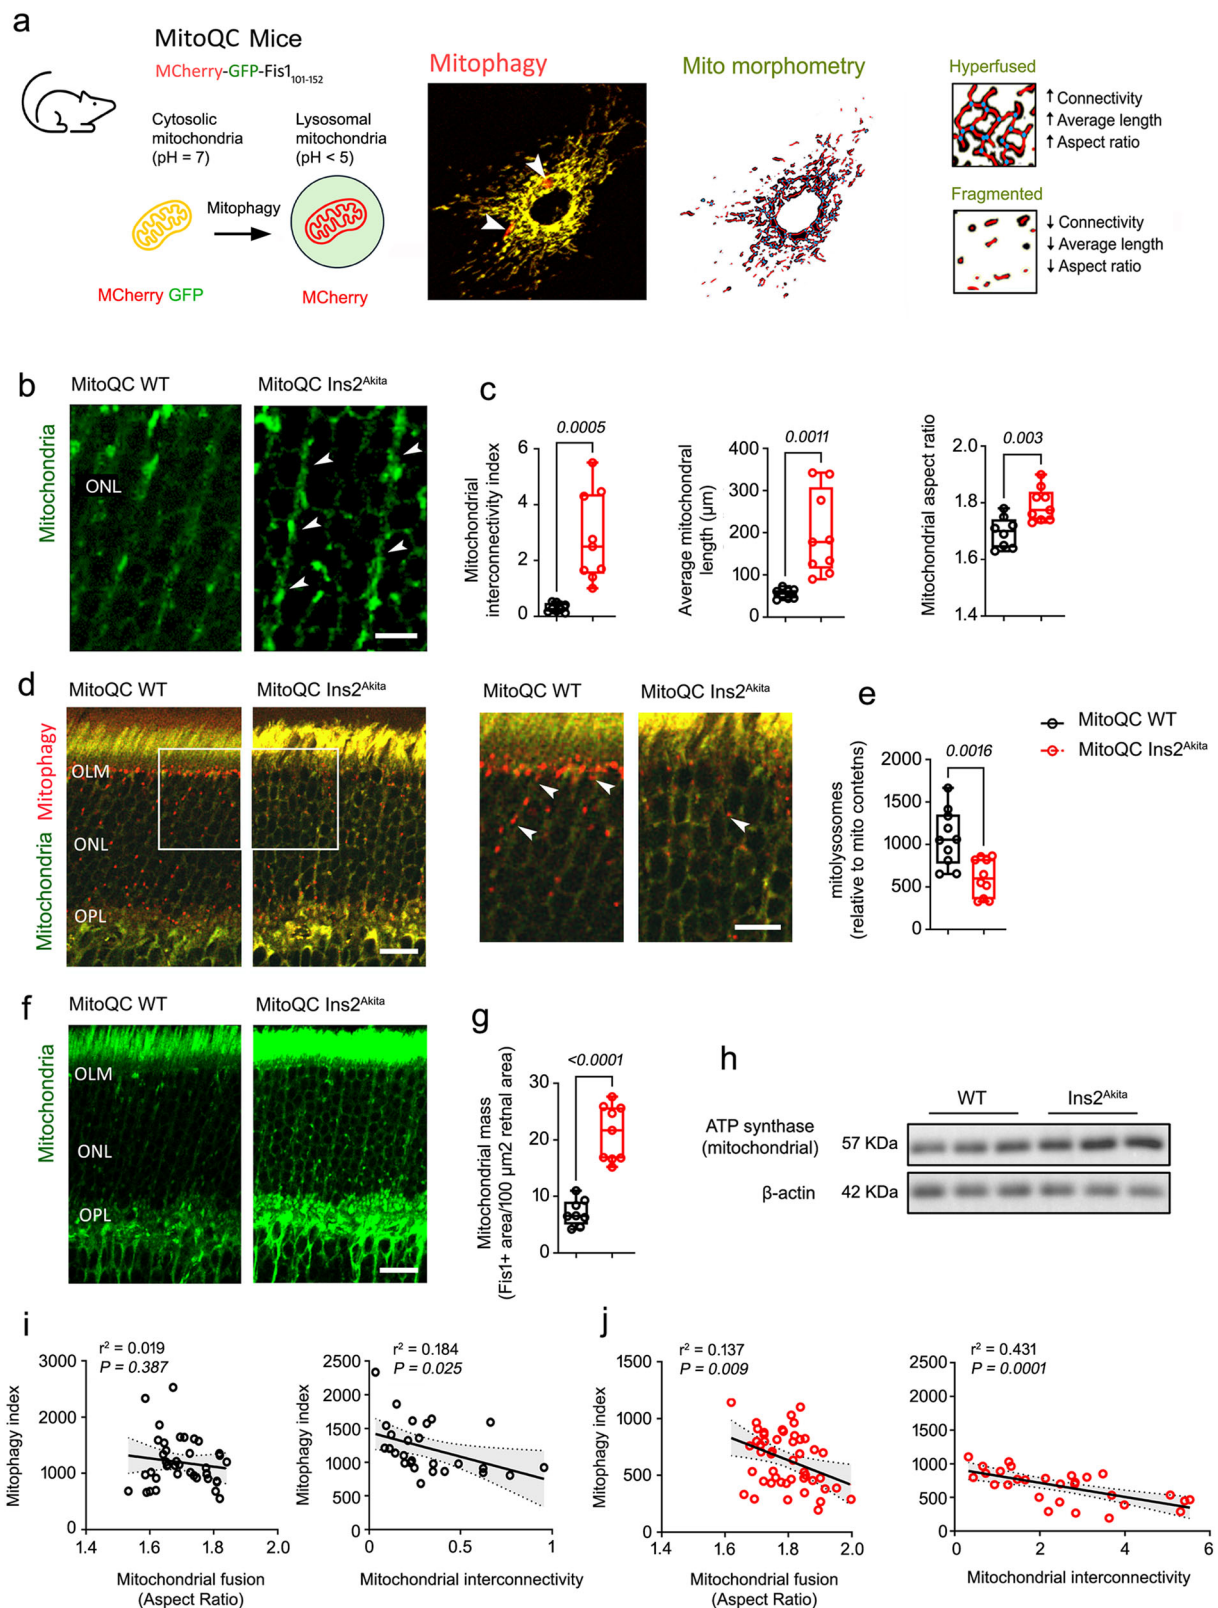 a
MitoQC Mice
MCherry-GFP-Fis1101-152
Cytosolic
mitochondria
(pH = 7)
Lysosomal
mitochondria
(pH < 5)
Mitophagy
MCherry GFP
MCherry
Mitophagy
Mito morphometry
Hyperfused
↑ Connectivity
↑ Average length
↑ Aspect ratio
Fragmented
↓ Connectivity
↓ Average length
↓ Aspect ratio
b
MitoQC WT
MitoQC Ins2Akita
Mitochondria
ONL
c
Mitochondrial
interconnectivity index
0.0005
6
4
2
0
Average mitochondrial
length (µm)
0.0011
400
300
200
100
0
Mitochondrial aspect ratio
0.003
2.0
1.8
1.6
1.4
d
MitoQC WT
MitoQC Ins2Akita
Mitochondria Mitophagy
OLM
ONL
OPL
MitoQC WT
MitoQC Ins2Akita
e
mitolysosomes
(relative to mito contetns)
0.0016
2000
1500
1000
500
0
MitoQC WT
MitoQC Ins2Akita
f
MitoQC WT
MitoQC Ins2Akita
Mitochondria
OLM
ONL
OPL
g
Mitochondrial mass
(Fis1+ area/100 µm2 retnal area)
<0.0001
30
20
10
0
h
WT
Ins2Akita
ATP synthase
(mitochondrial)
57 KDa
β-actin
42 KDa
i
r² = 0.019
P = 0.387
Mitophagy index
3000
2000
1000
0
1.4
1.6
1.8
2.0
Mitochondrial fusion
(Aspect Ratio)
r² = 0.184
P = 0.025
Mitophagy index
2500
2000
1500
1000
500
0
0
0.5
1
Mitochondrial interconnectivity
j
r² = 0.137
P = 0.009
Mitophagy index
1500
1000
500
0
1.4
1.6
1.8
2.0
Mitochondrial fusion
(Aspect Ratio)
r² = 0.431
P = 0.0001
Mitophagy index
2500
2000
1500
1000
500
0
0
2
4
6
Mitochondrial interconnectivity